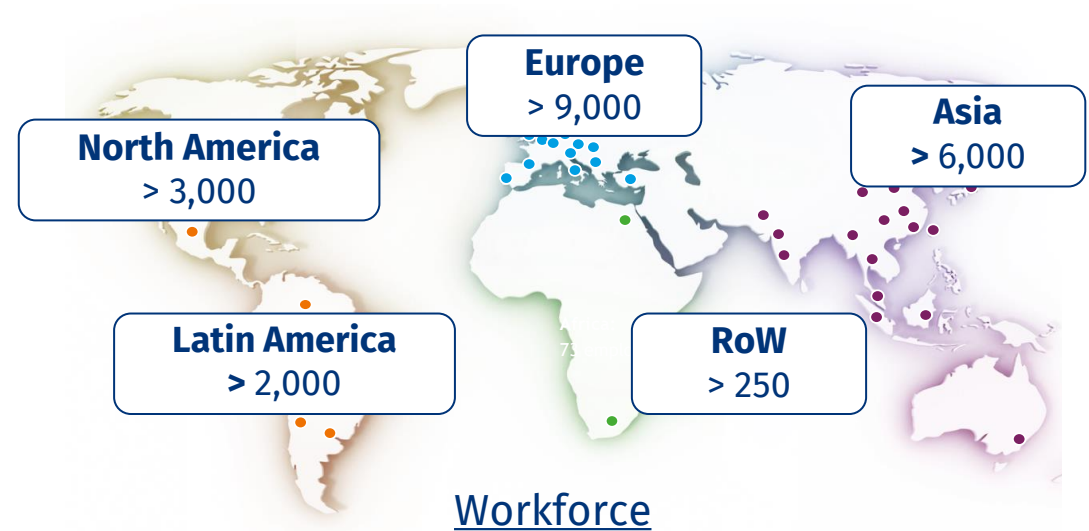 Europe
> 9,000
Asia
> 6,000
North America
> 3,000
Latin America
> 2,000
RoW
> 250
Workforce